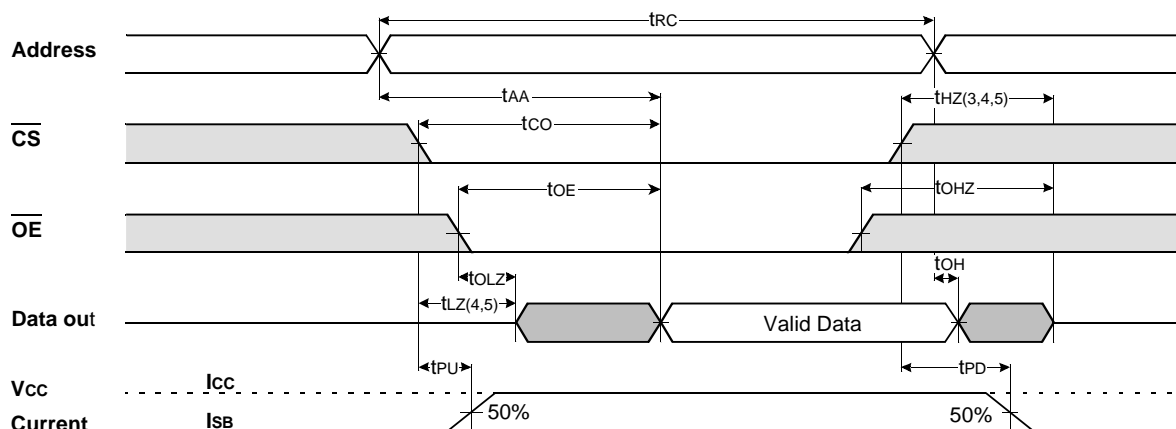 tRC
Address
tAA
tHZ(3,4,5)
CS
tCO
tOE
tOHZ
OE
tOLZ
tOH
tLZ(4,5)
Data out
Valid Data
tPU
tPD
VCC
ICC
50%
50%
Current
ISB